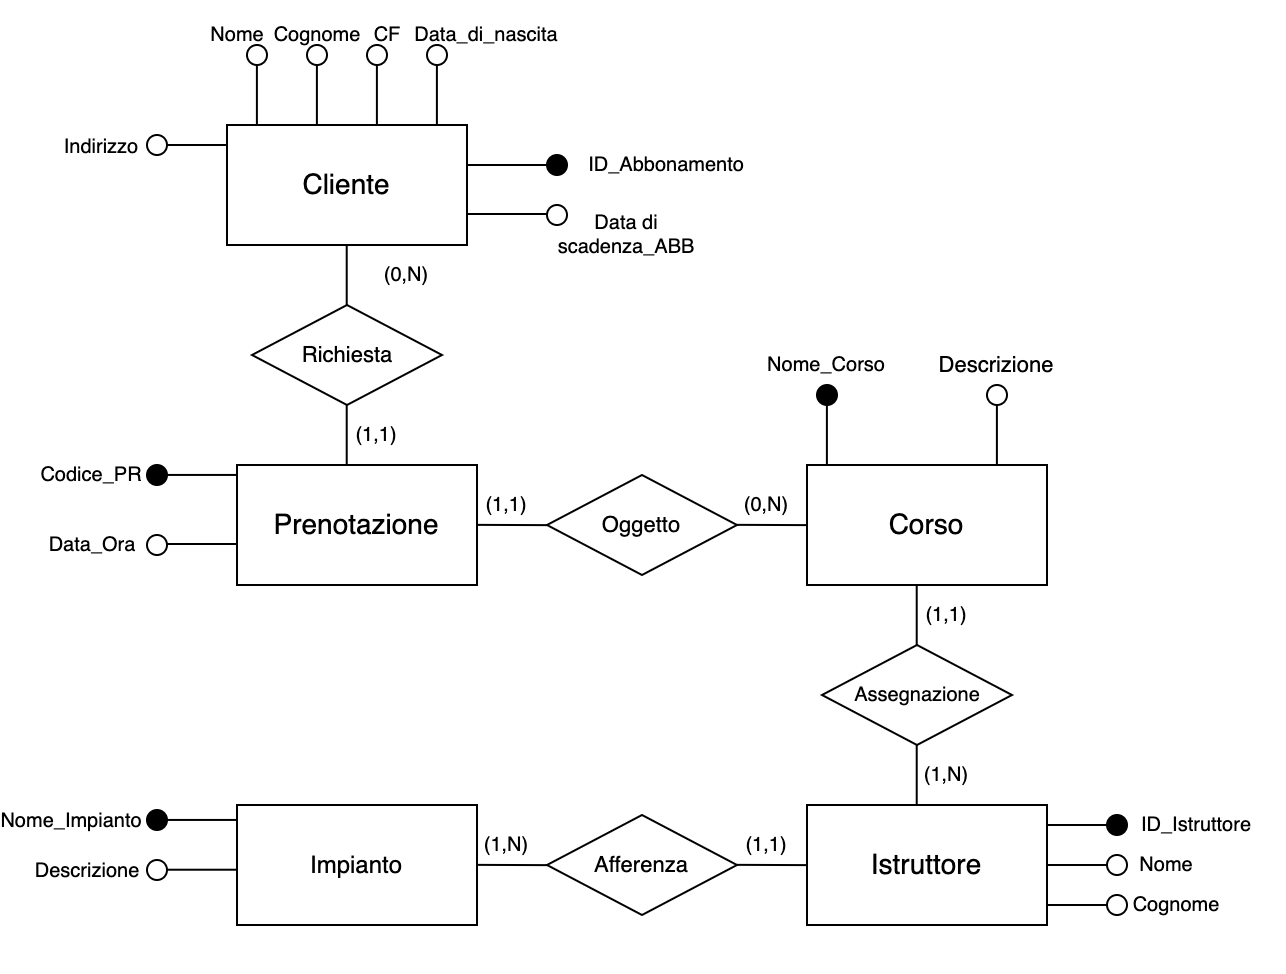 Nome Cognome CF Data_di_nascita
Indirizzo
Cliente
ID_Abbonamento
Data di
scadenza_ABB
(0,N)
Richiesta
(1,1)
Nome_Corso
Descrizione
Codice_PR
Data_Ora
Prenotazione
(1,1)
Oggetto
(0,N)
Corso
(1,1)
Assegnazione
(1,N)
Nome_Impianto
Descrizione
Impianto
(1,N)
Afferenza
(1,1)
Istruttore
ID_Istruttore
Nome
Cognome